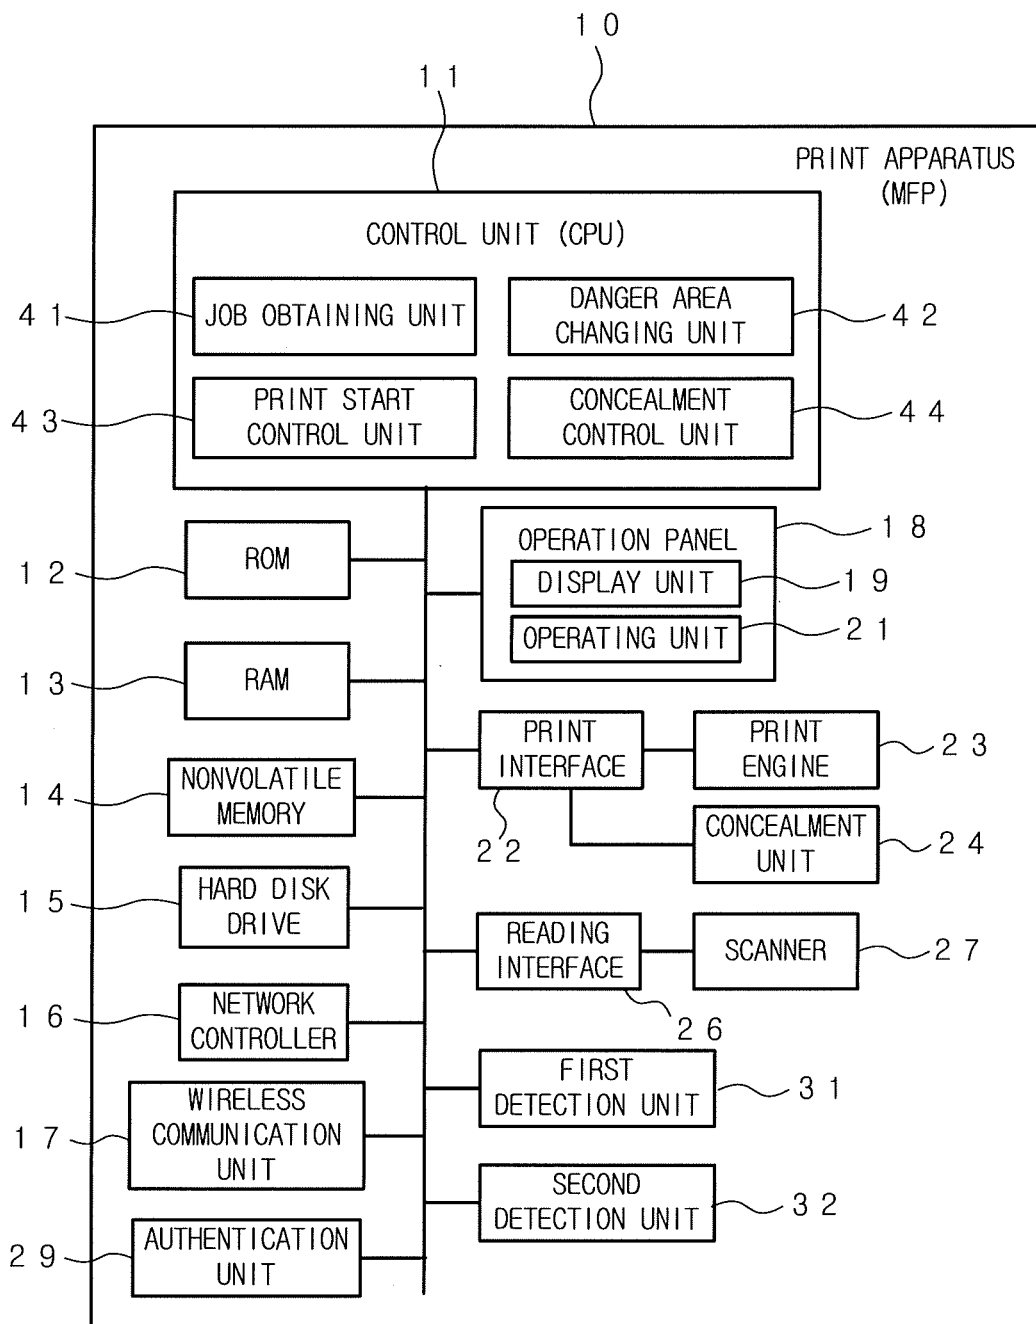 10
11
PRINT APPARATUS
(MFP)
CONTROL UNIT (CPU)
41
JOB OBTAINING UNIT
DANGER AREA
CHANGING UNIT
42
43
PRINT START
CONTROL UNIT
CONCEALMENT
CONTROL UNIT
44
12
ROM
OPERATION PANEL
18
DISPLAY UNIT
19
OPERATING UNIT
21
13
RAM
PRINT
INTERFACE
22
PRINT
ENGINE
23
14
NONVOLATILE
MEMORY
CONCEALMENT
UNIT
24
15
HARD DISK
DRIVE
READING
INTERFACE
26
SCANNER
27
16
NETWORK
CONTROLLER
FIRST
DETECTION UNIT
31
17
WIRELESS
COMMUNICATION
UNIT
SECOND
DETECTION UNIT
32
29
AUTHENTICATION
UNIT